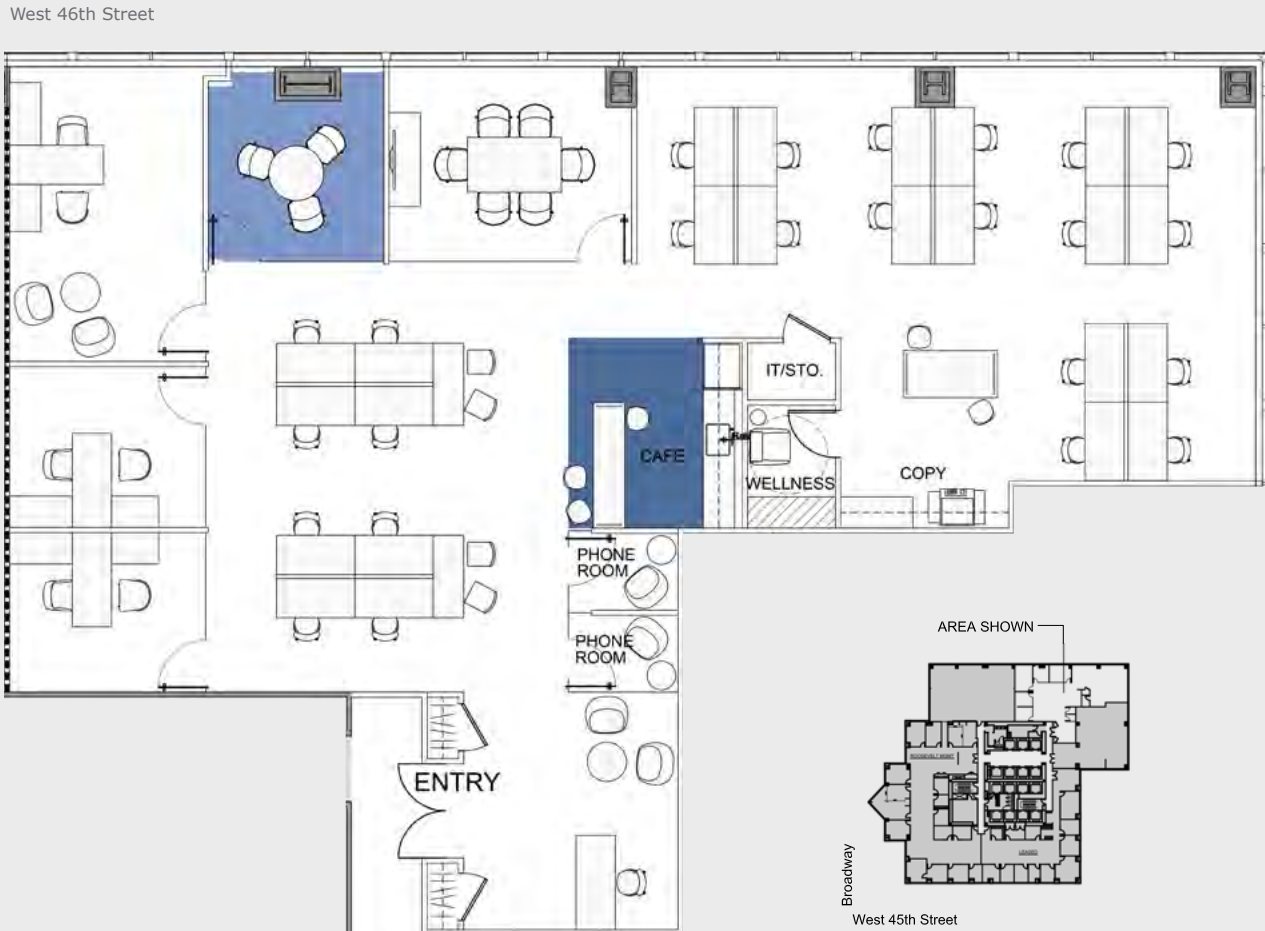 West 46th Street
IT/STO.
CAFE
WELLNESS
COPY
PHONE
ROOM
PHONE
ROOM
ENTRY
AREA SHOWN
LEASED
Broadway
West 45th Street